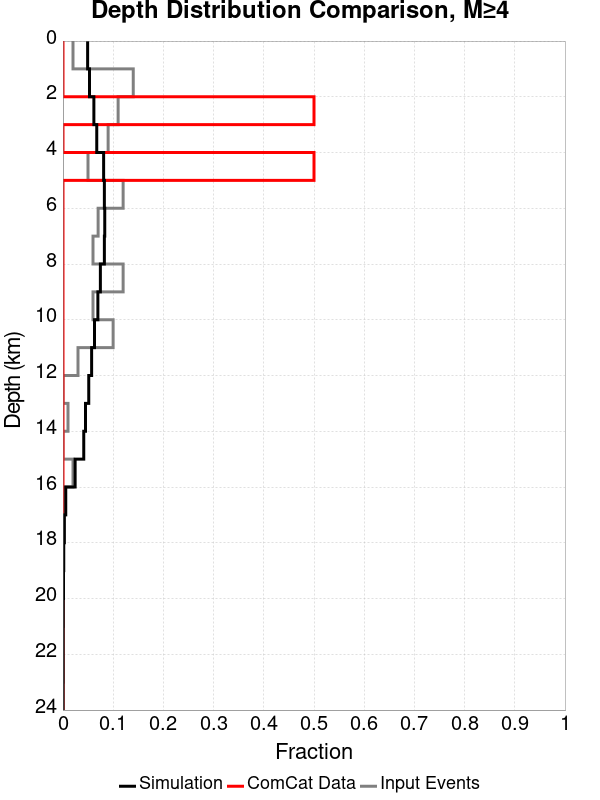 Depth Distribution Comparison, M≥4
0
2
4
6
8
10
12
14
16
18
20
22
24
Depth (km)
0 0.1 0.2 0.3 0.4 0.5 0.6 0.7 0.8 0.9 1
Fraction
Simulation ComCat Data Input Events